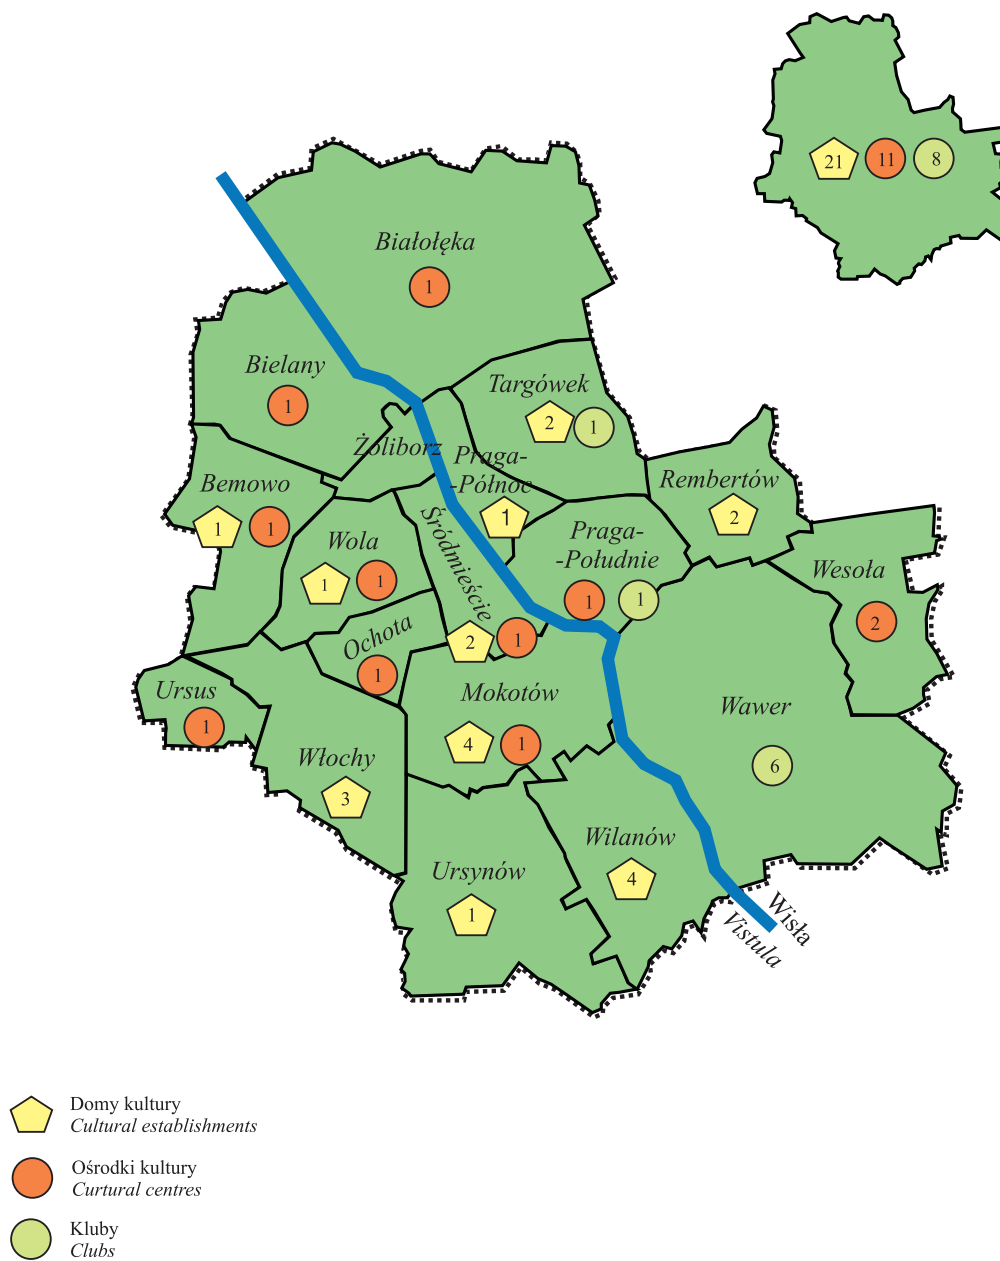 21 11 8
Białołęka
1
Bielany
1
Targówek
2 1
Żoliborz
Praga-
-Północ
1
Rembertów
2
Bemowo
1 1
Wola
1 1
Śródmieście
2 1
Praga-
-Południe
1 1
Wesoła
2
Ochota
1
Ursus
1
Mokotów
4 1
Wawer
6
Włochy
3
Wilanów
4
Ursynów
1
Wisła
Vistula
Domy kultury
Cultural establishments
Ośrodki kultury
Curtural centres
Kluby
Clubs